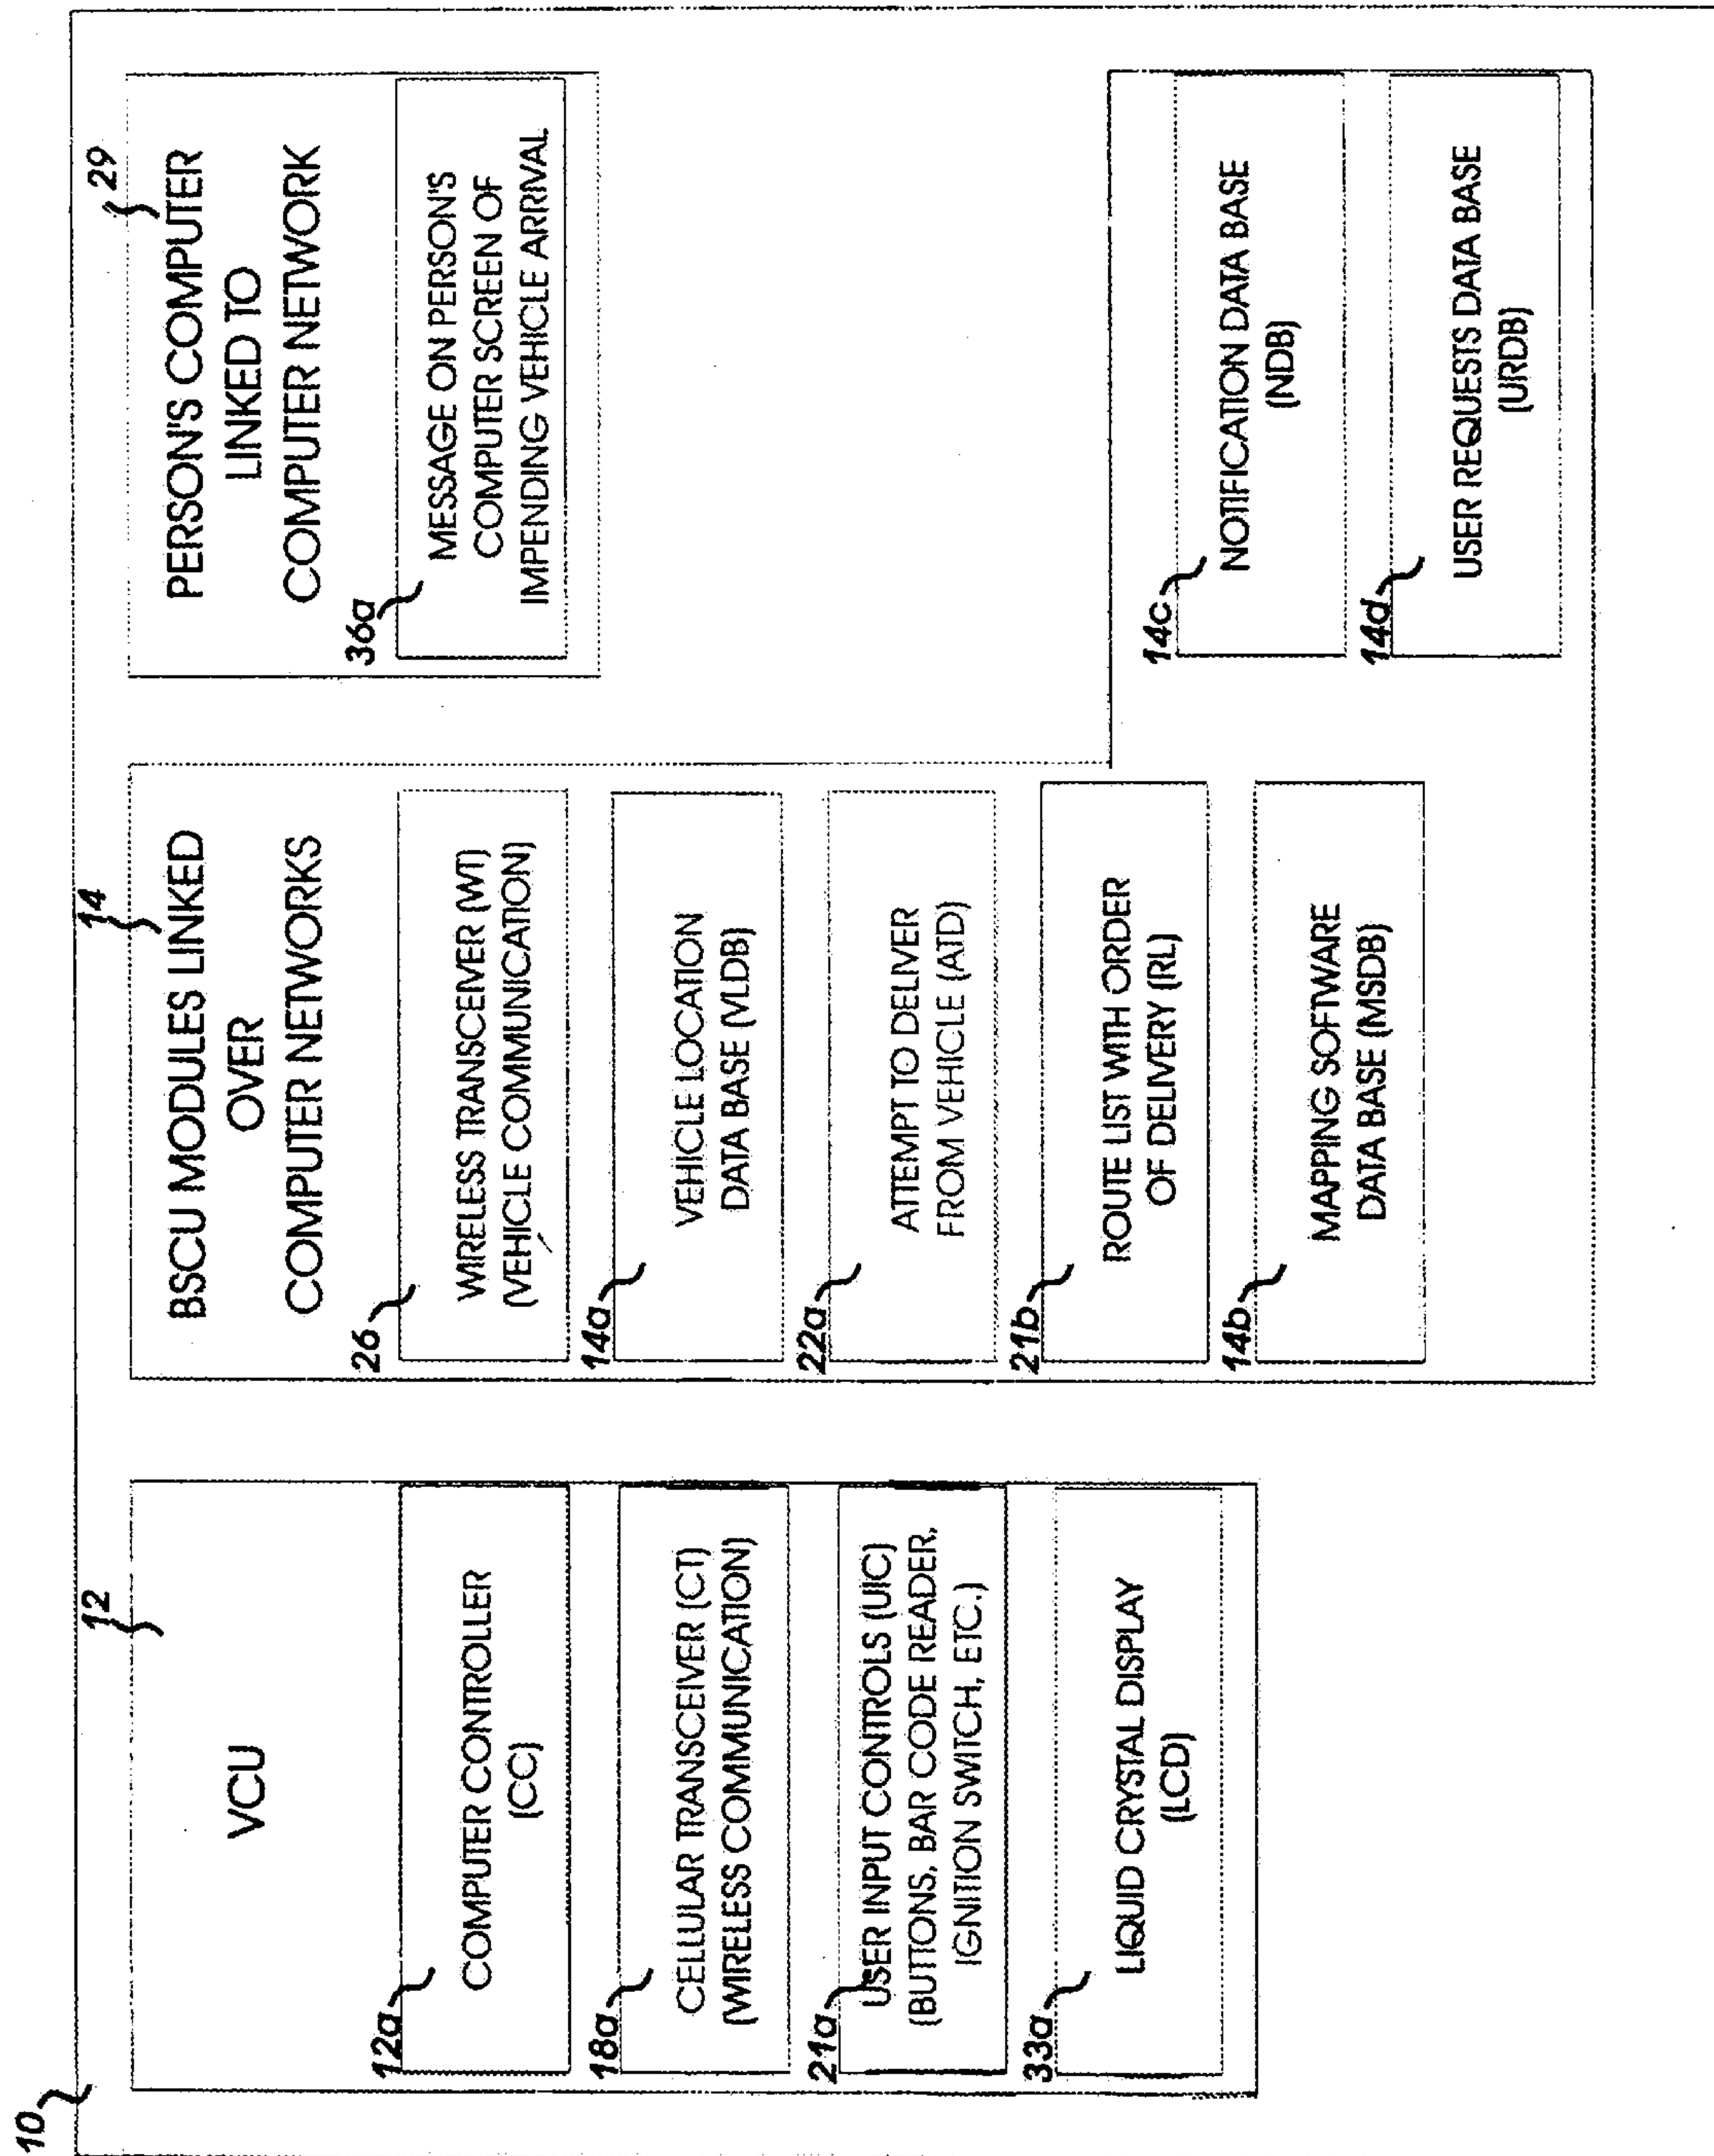 10
12
VCU
12a
COMPUTER CONTROLLER
(CC)
18a
CELLULAR TRANSCEIVER (CT)
(WIRELESS COMMUNICATION)
21a
USER INPUT CONTROLS (UIC)
(BUTTONS, BAR CODE READER,
IGNITION SWITCH, ETC.)
33a
LIQUID CRYSTAL DISPLAY
(LCD)
14
BSCU MODULES LINKED
OVER
COMPUTER NETWORKS
26
WIRELESS TRANSCEIVER (WT)
(VEHICLE COMMUNICATION)
14a
VEHICLE LOCATION
DATA BASE (VLDB)
22a
ATTEMPT TO DELIVER
FROM VEHICLE (ATD)
21b
ROUTE LIST WITH ORDER
OF DELIVERY (RL)
14b
MAPPING SOFTWARE
DATA BASE (MSDB)
29
PERSON'S COMPUTER
LINKED TO
COMPUTER NETWORK
36a
MESSAGE ON PERSON'S
COMPUTER SCREEN OF
IMPENDING VEHICLE ARRIVAL
14c
NOTIFICATION DATA BASE
(NDB)
14d
USER REQUESTS DATA BASE
(URDB)